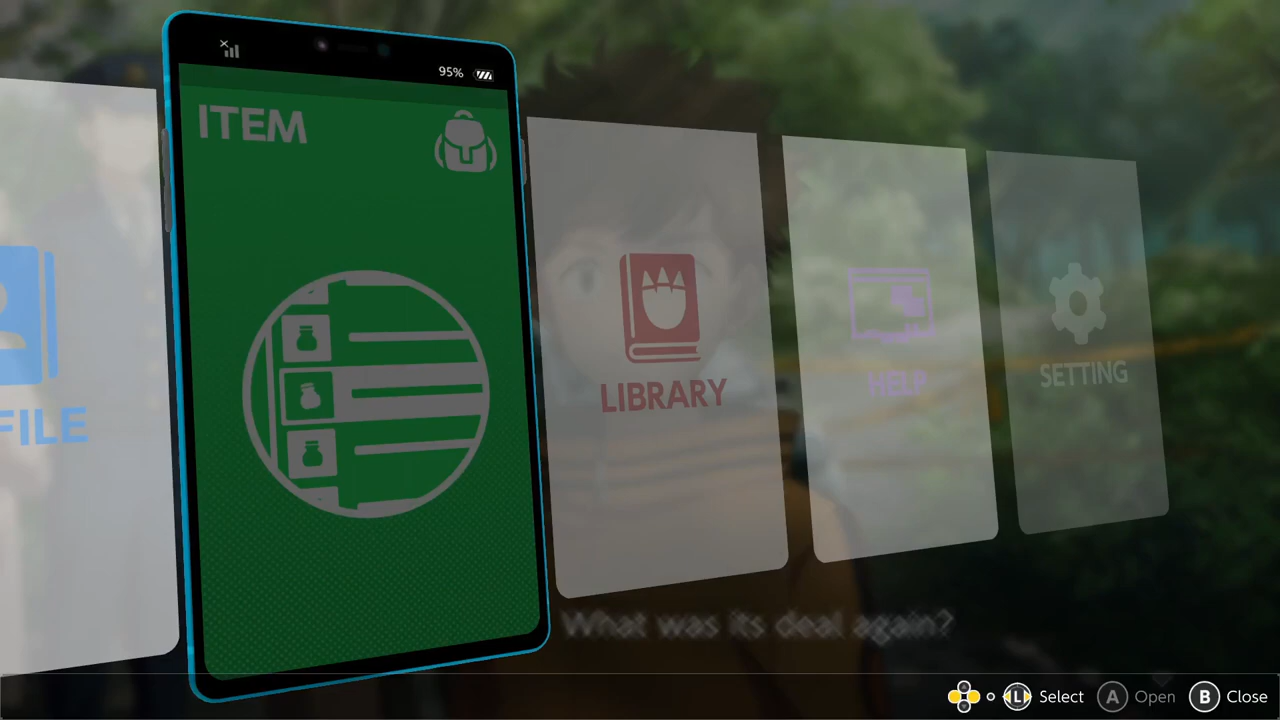 95%
ITEM
FILE
LIBRARY
HELP
SETTING
What was its deal again?
L Select A Open B Close